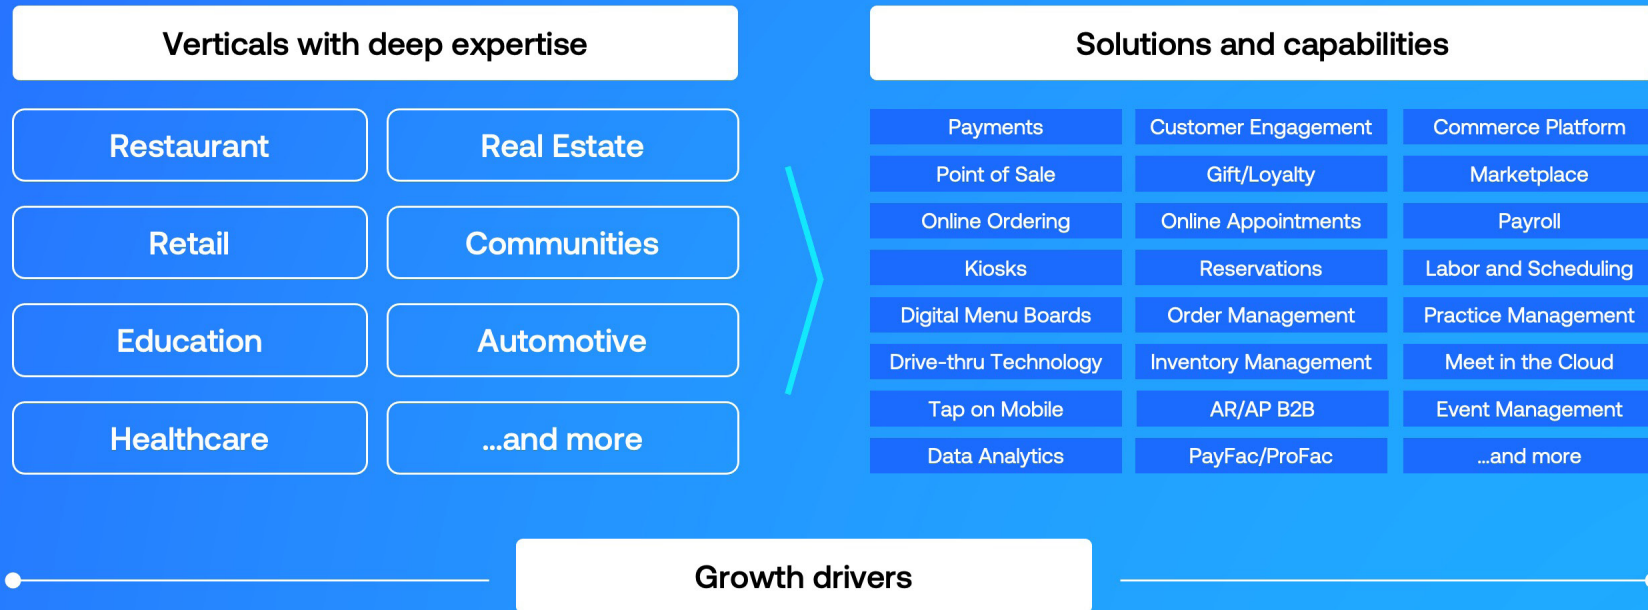 Verticals with deep expertise
Restaurant
Real Estate
Retail
Communities
Education
Automotive
Healthcare
...and more
Solutions and capabilities
Payments
Customer Engagement
Commerce Platform
Point of Sale
Gift/Loyalty
Marketplace
Online Ordering
Online Appointments
Payroll
Kiosks
Reservations
Labor and Scheduling
Digital Menu Boards
Order Management
Practice Management
Drive-thru Technology
Inventory Management
Meet in the Cloud
Tap on Mobile
AR/AP B2B
Event Management
Data Analytics
PayFac/ProFac
...and more
Growth drivers